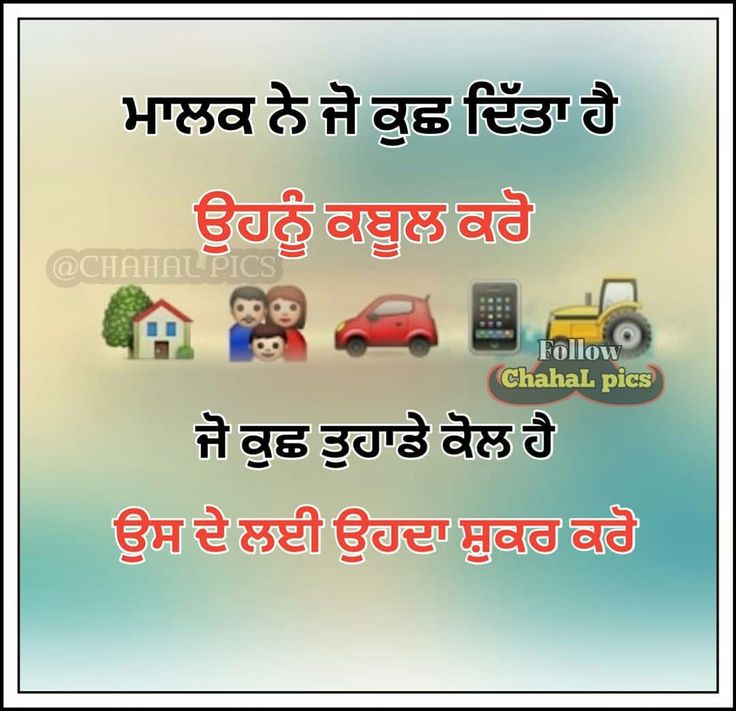 ਮਾਲਕ ਨੇ ਜੋ ਕੁਛ ਦਿੱਤਾ ਹੈ
ਉਹਨੂੰ ਕਬੂਲ ਕਰੋ
@CHAHAL PICS
Follow
ChahaL pics
ਜੋ ਕੁਛ ਤੁਹਾਡੇ ਕੋਲ ਹੈ
ਉਸ ਦੇ ਲਈ ਉਹਦਾ ਸ਼ੁਕਰ ਕਰੋ